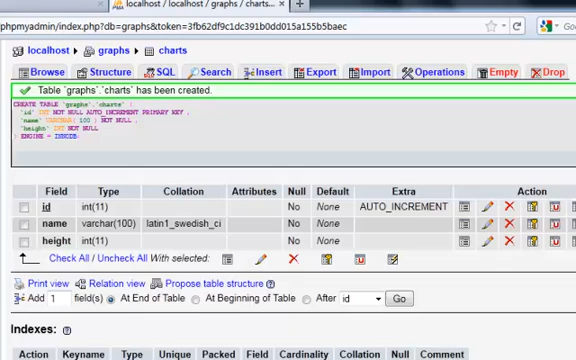 localhost / localhost / graphs / charts...
phpmyadmin/index.php?db=graphs&token=3fb62df9c1dc391b0dd015a155b5baec
Google
localhost graphs charts
Browse Structure SQL Search Insert Export Import Operations Empty Drop
Table `graphs`.`charts` has been created.
CREATE TABLE `graphs`.`charts` (
`id` INT NOT NULL AUTO_INCREMENT PRIMARY KEY ,
`name` VARCHAR( 100 ) NOT NULL ,
`height` INT NOT NULL
) ENGINE = INNODB;
Field Type Collation Attributes Null Default Extra Action
id int(11) No None AUTO_INCREMENT
name varchar(100) latin1_swedish_ci No None
height int(11) No None
Check All / Uncheck All With selected:
Print view Relation view Propose table structure
Add 1 field(s) At End of Table At Beginning of Table After id Go
Indexes:
Action Keyname Type Unique Packed Field Cardinality Collation Null Comment